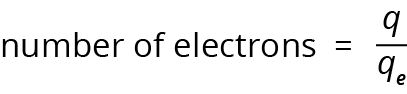 number of electrons = q/qₑ